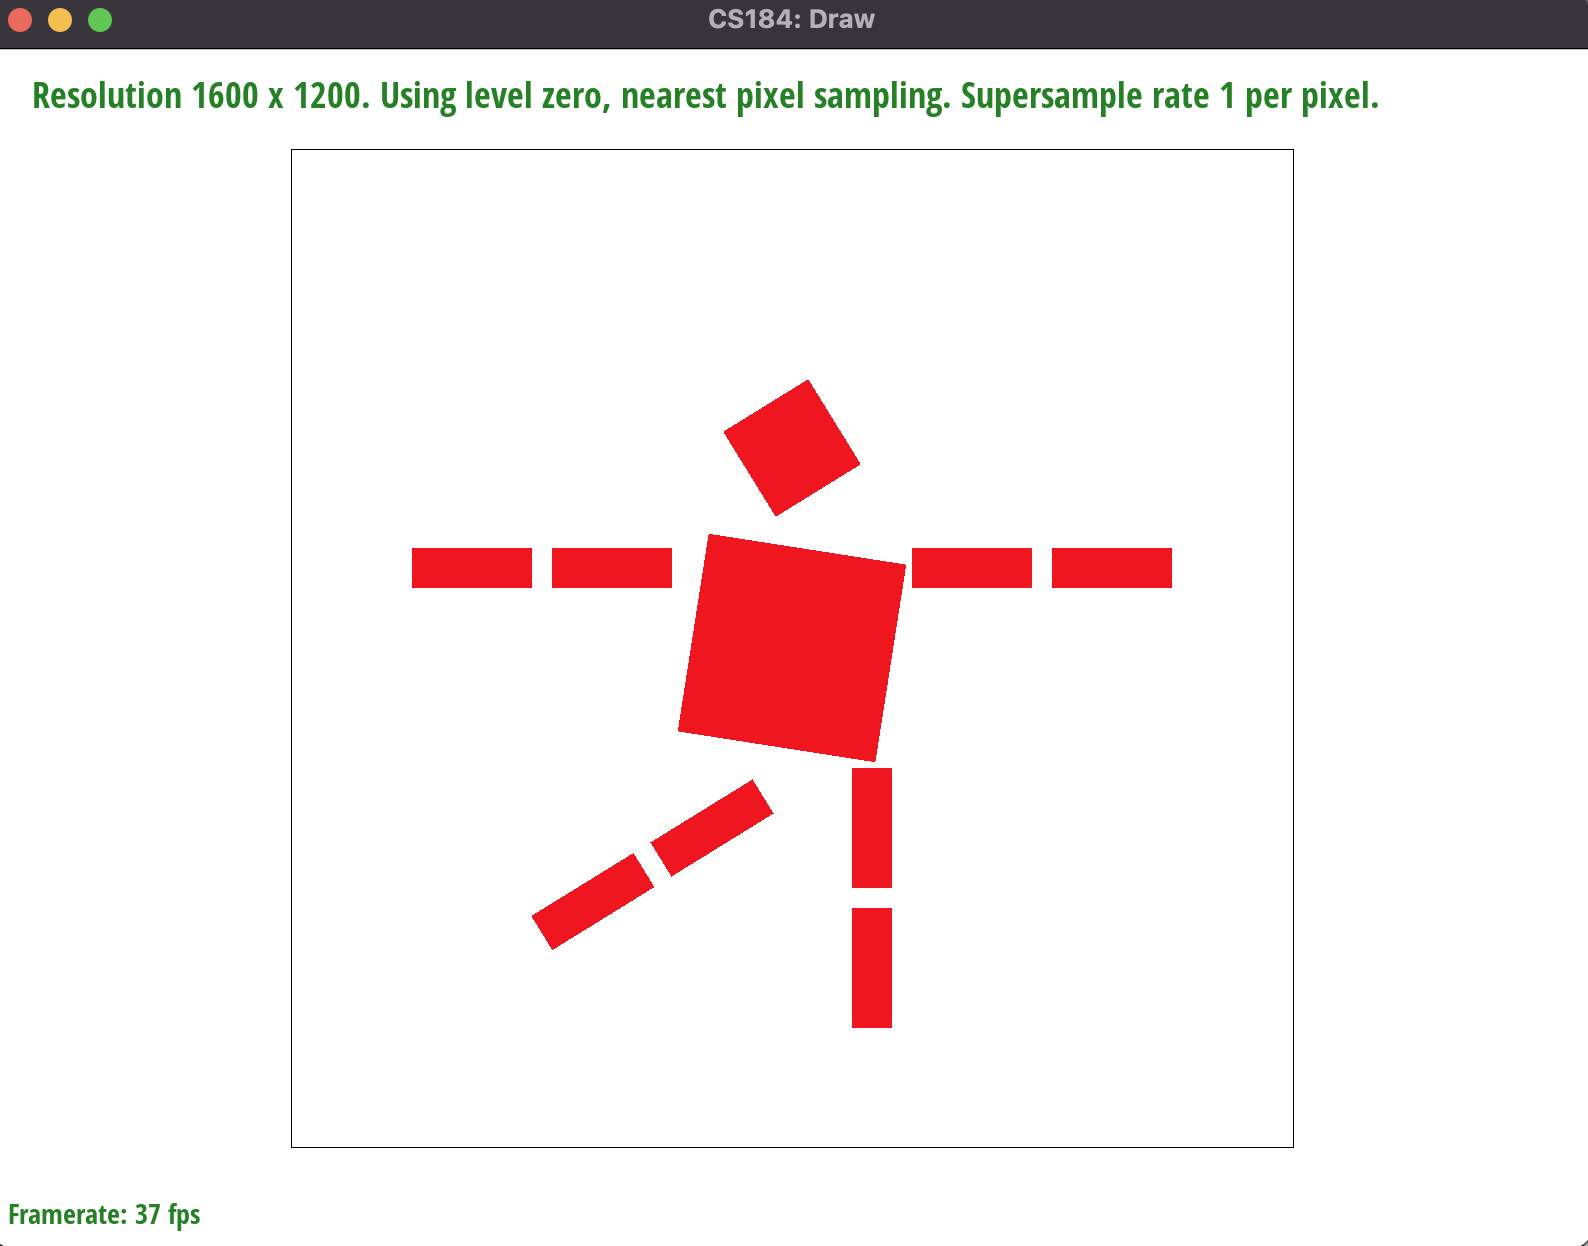 CS184: Draw
Resolution 1600 x 1200. Using level zero, nearest pixel sampling. Supersample rate 1 per pixel.
Framerate: 37 fps